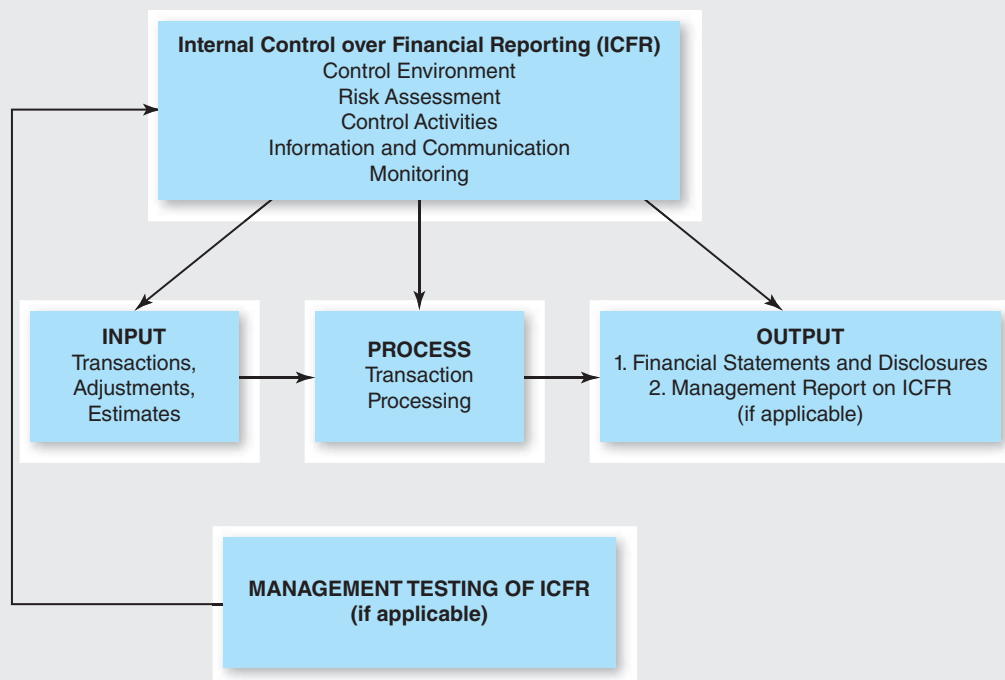 Internal Control over Financial Reporting (ICFR)
Control Environment
Risk Assessment
Control Activities
Information and Communication
Monitoring
INPUT
Transactions,
Adjustments,
Estimates
PROCESS
Transaction
Processing
OUTPUT
1. Financial Statements and Disclosures
2. Management Report on ICFR
(if applicable)
MANAGEMENT TESTING OF ICFR
(if applicable)